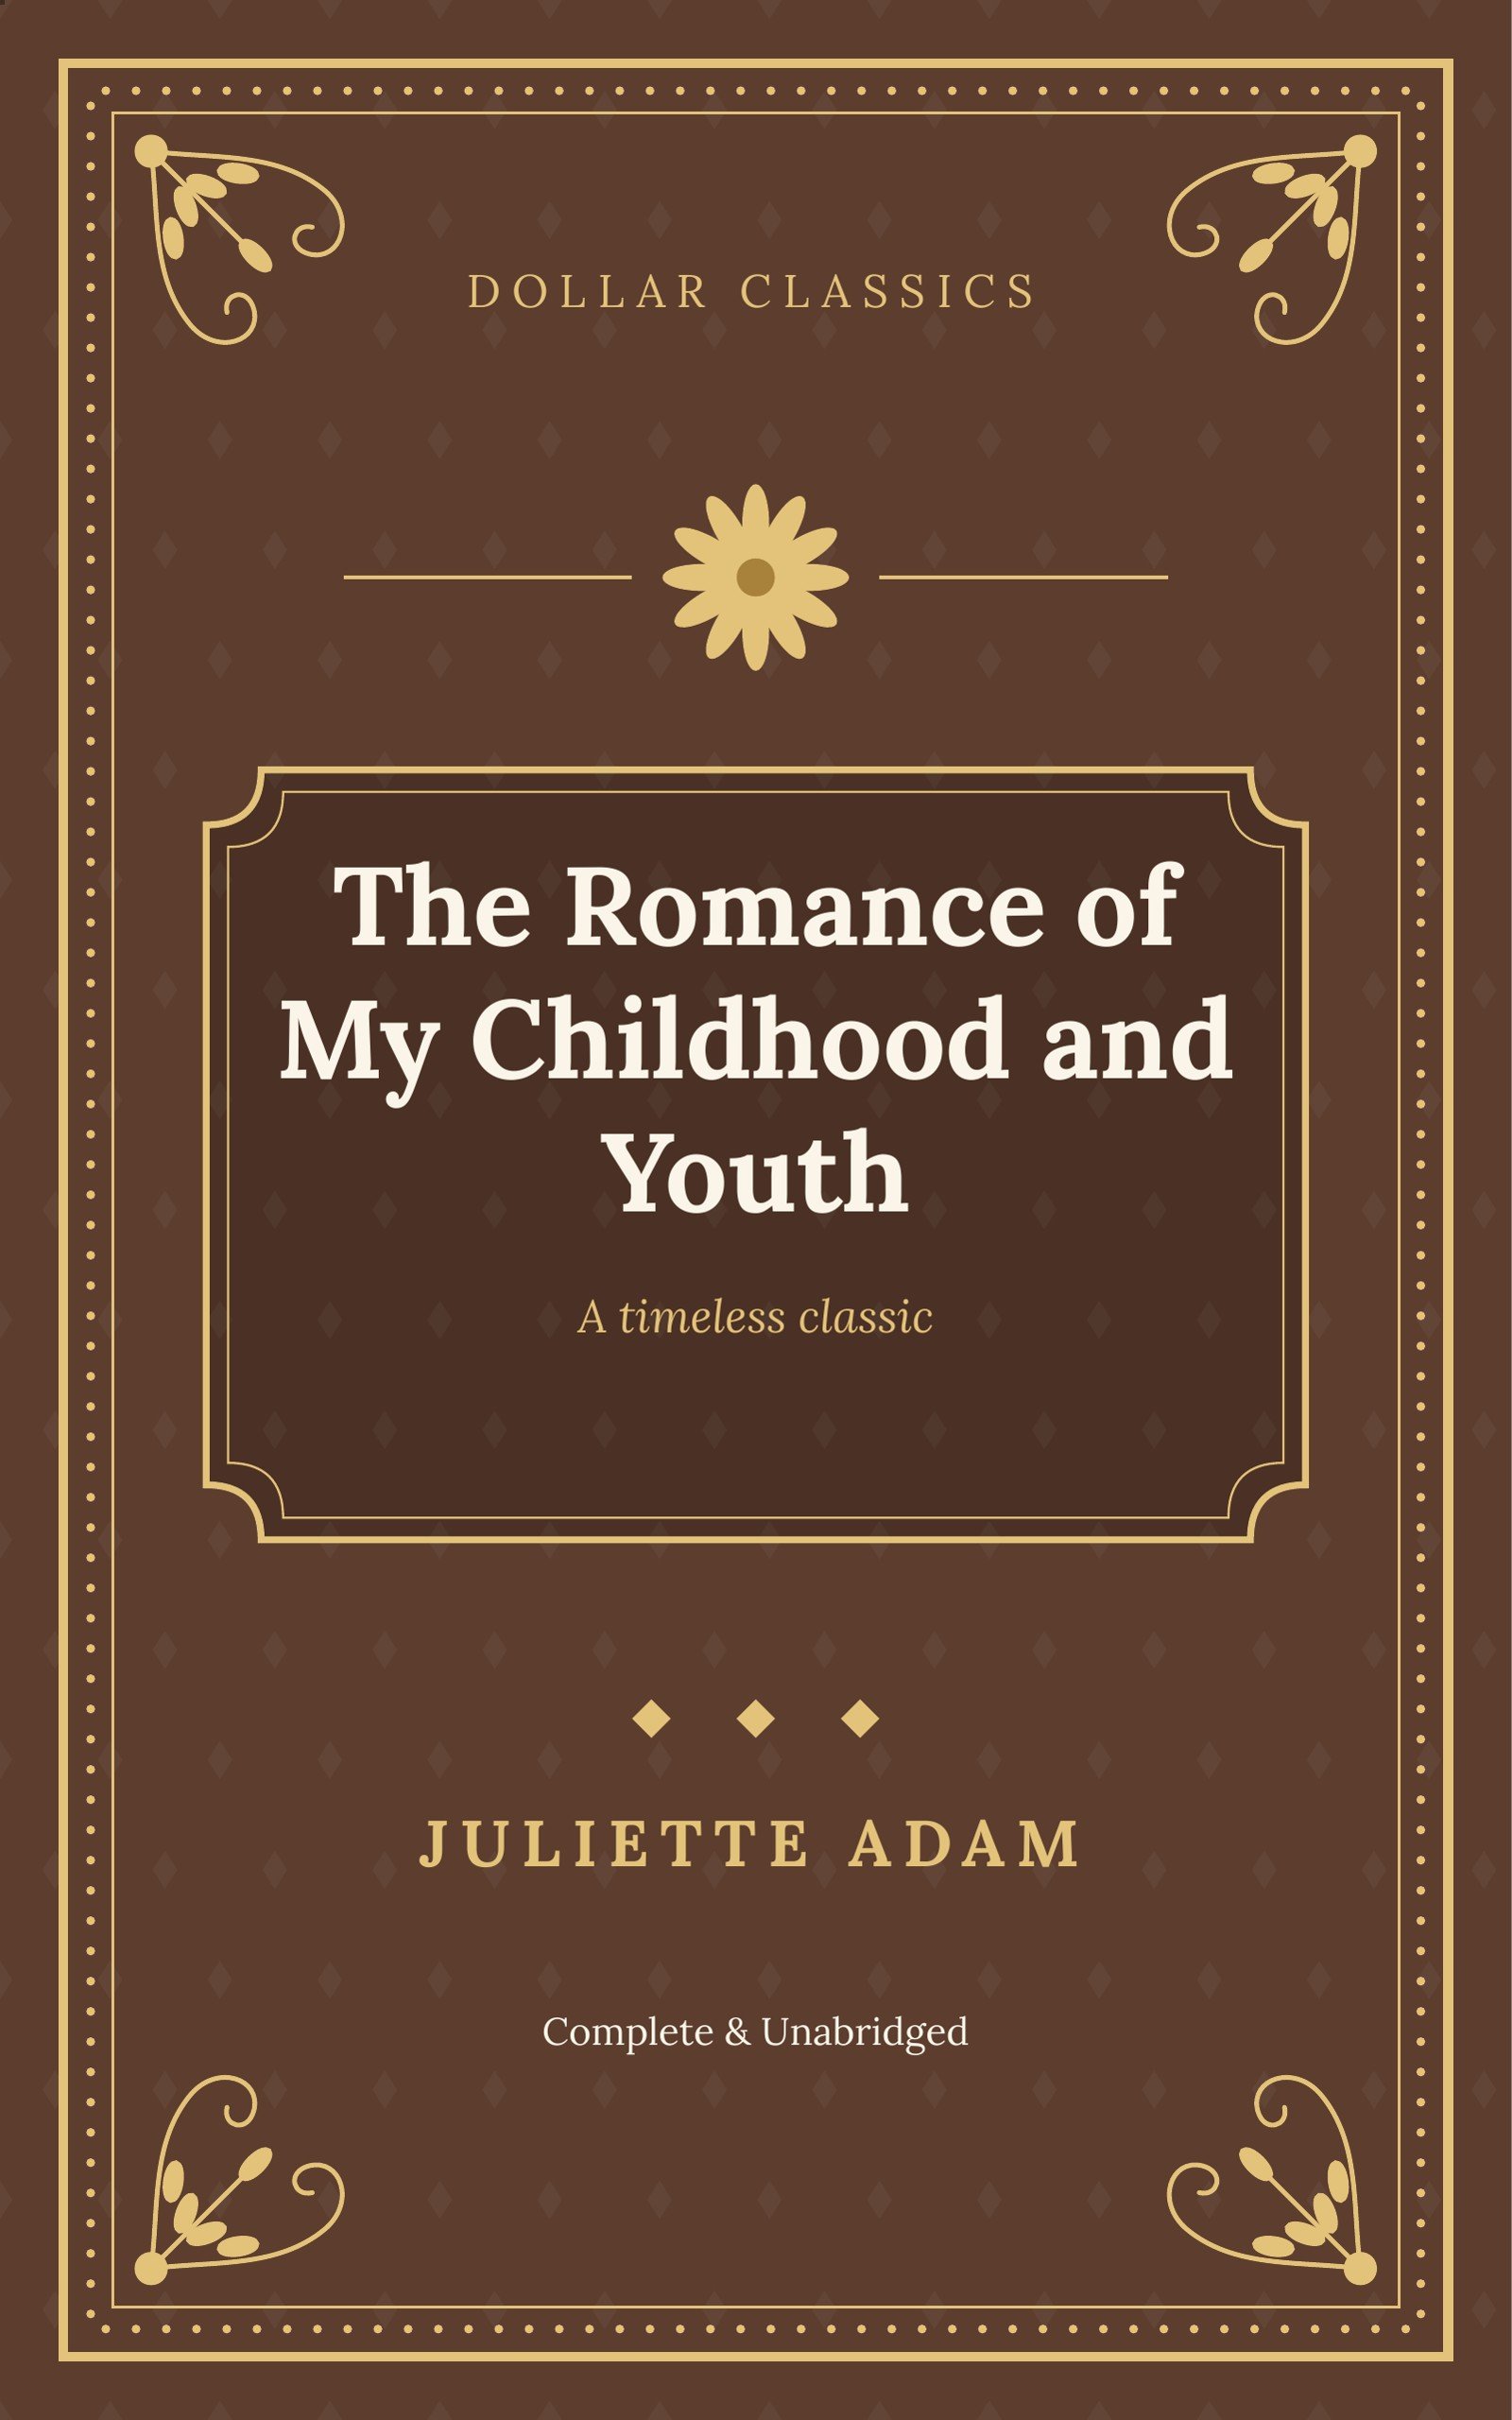 DOLLAR CLASSICS
The Romance of
My Childhood and
Youth
A timeless classic
JULIETTE ADAM
Complete & Unabridged